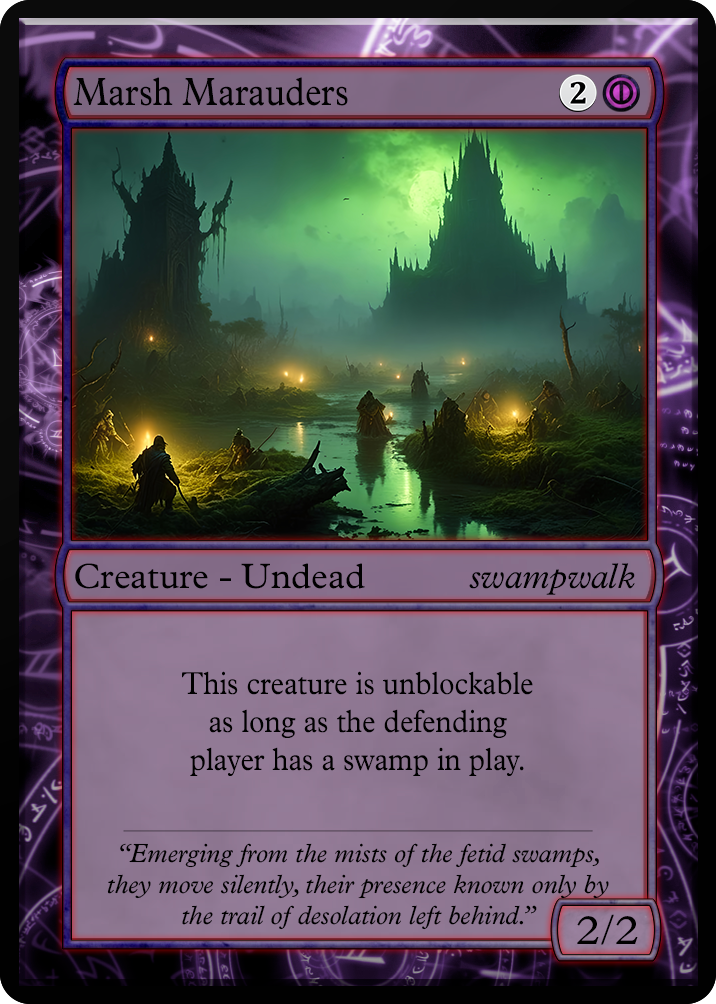 Marsh Marauders 2
Creature - Undead swampwalk
This creature is unblockable
as long as the defending
player has a swamp in play.
“Emerging from the mists of the fetid swamps,
they move silently, their presence known only by
the trail of desolation left behind.”
2/2